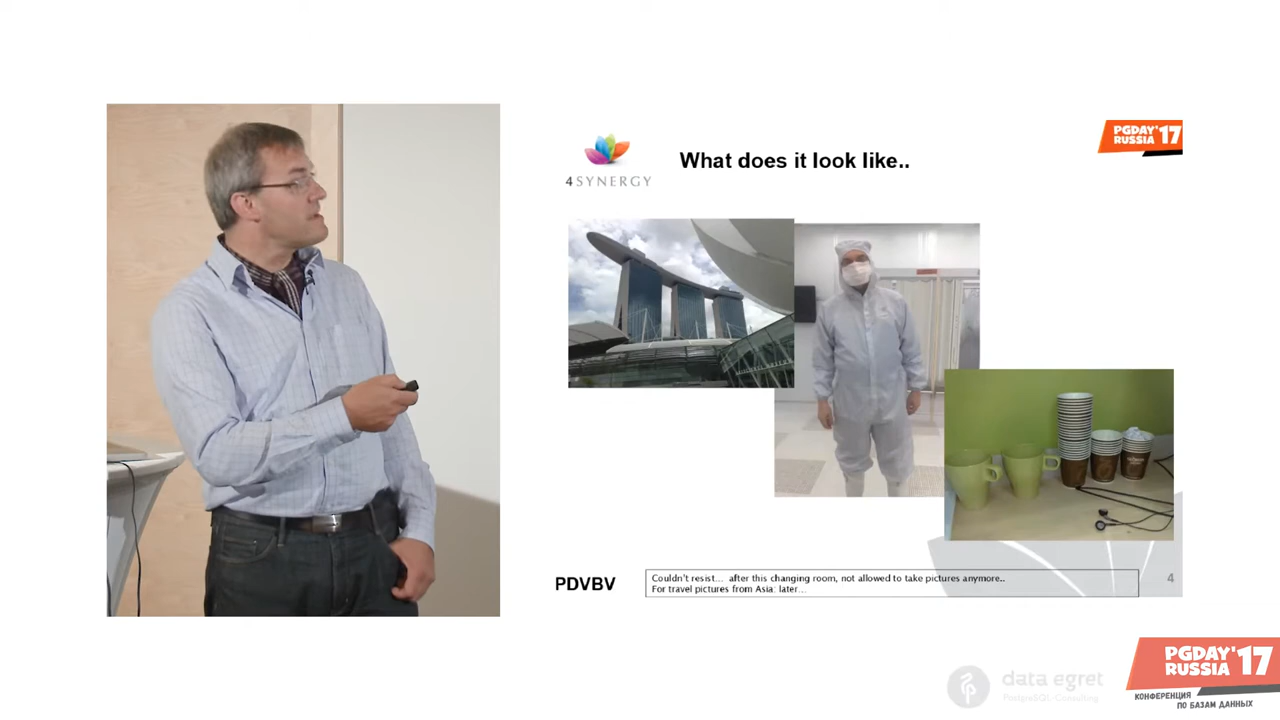 4SYNERGY
What does it look like..
PGDAY'17
RUSSIA
PDVBV
Couldn't resist... after this changing room, not allowed to take pictures anymore..
For travel pictures from Asia: later...
4
data egret
PostgreSQL Consulting
PGDAY'17
RUSSIA
КОНФЕРЕНЦИЯ
ПО БАЗАМ ДАННЫХ